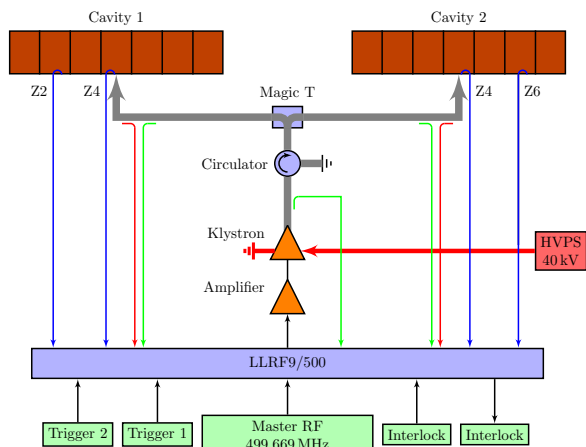 Cavity 1
Cavity 2
Z2
Z4
Magic T
Z4
Z6
Circulator
Klystron
HVPS
40 kV
Amplifier
LLRF9/500
Trigger 2
Trigger 1
Master RF
499.669 MHz
Interlock
Interlock